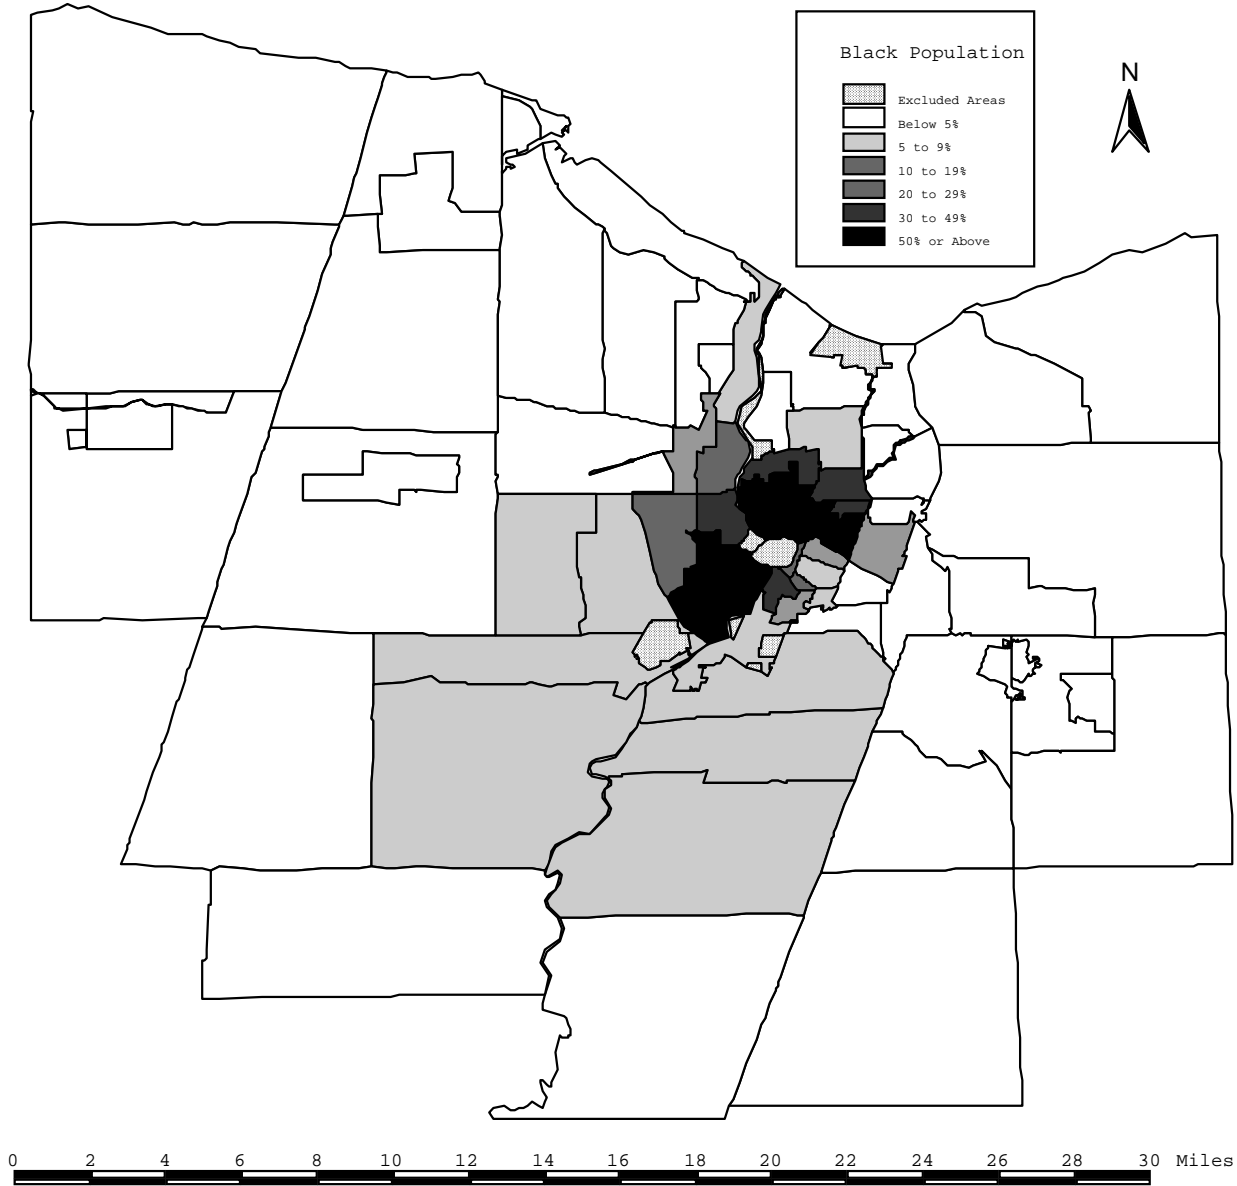 Black Population
N
Excluded Areas
Below 5%
5 to 9%
10 to 19%
20 to 29%
30 to 49%
50% or Above
0 2 4 6 8 10 12 14 16 18 20 22 24 26 28 30 Miles